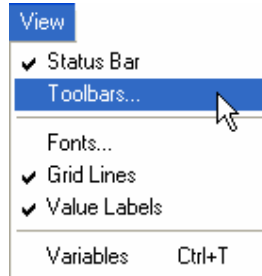 View
Status Bar
Toolbars...
Fonts...
Grid Lines
Value Labels
Variables Ctrl+T